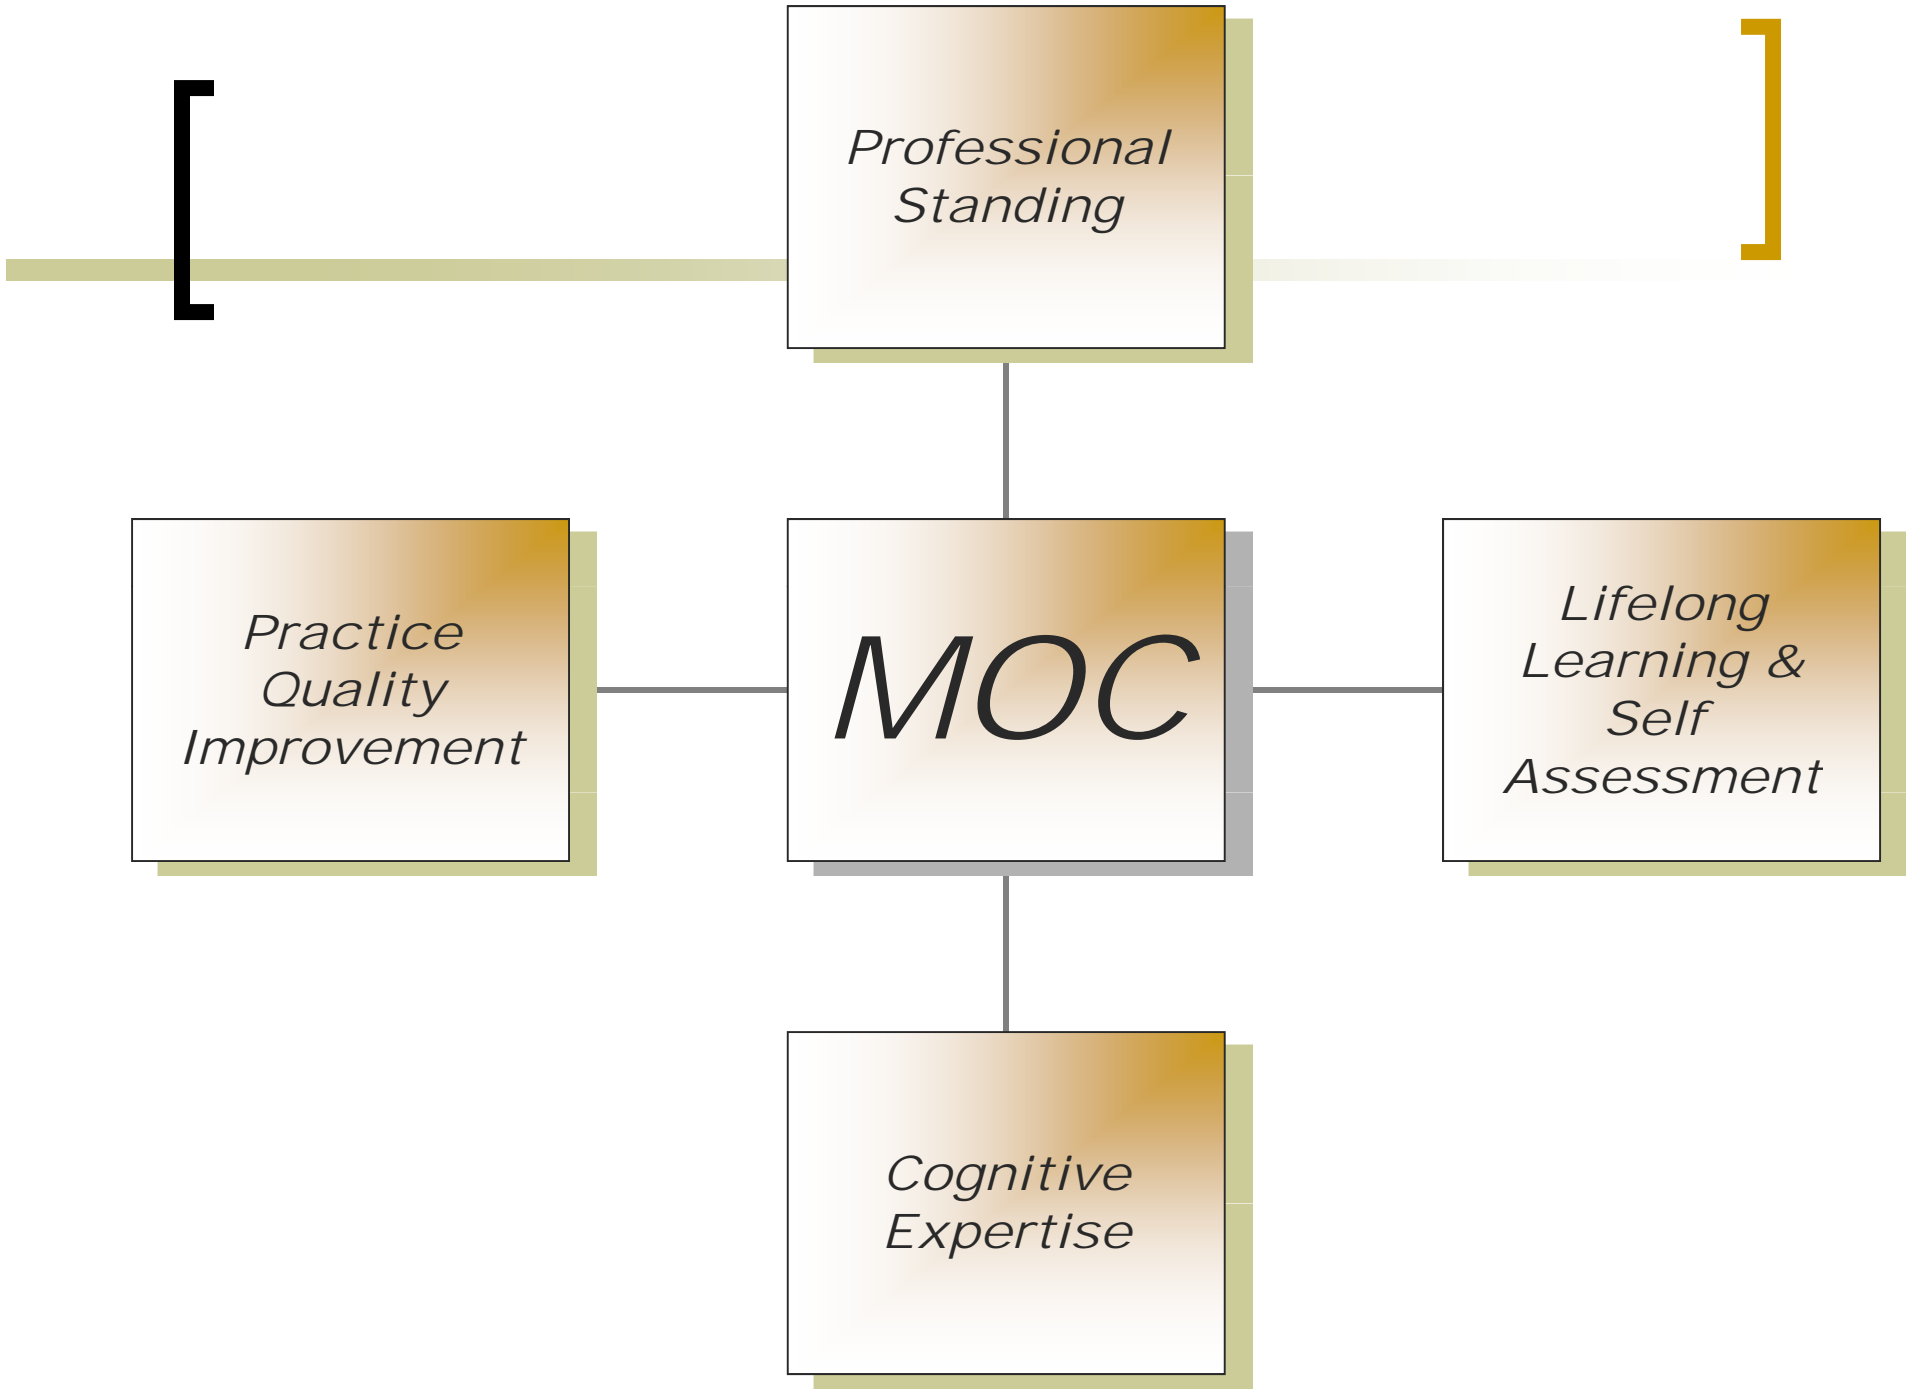 Professional
Standing
Practice
Quality
Improvement
MOC
Lifelong
Learning &
Self
Assessment
Cognitive
Expertise